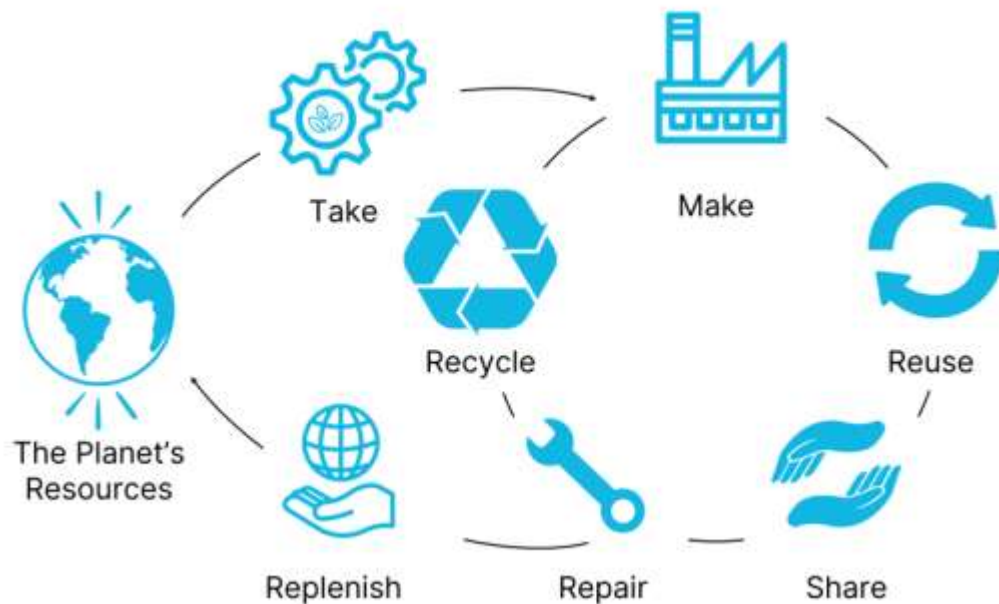 Take
Make
Recycle
Reuse
The Planet's
Resources
Replenish
Repair
Share